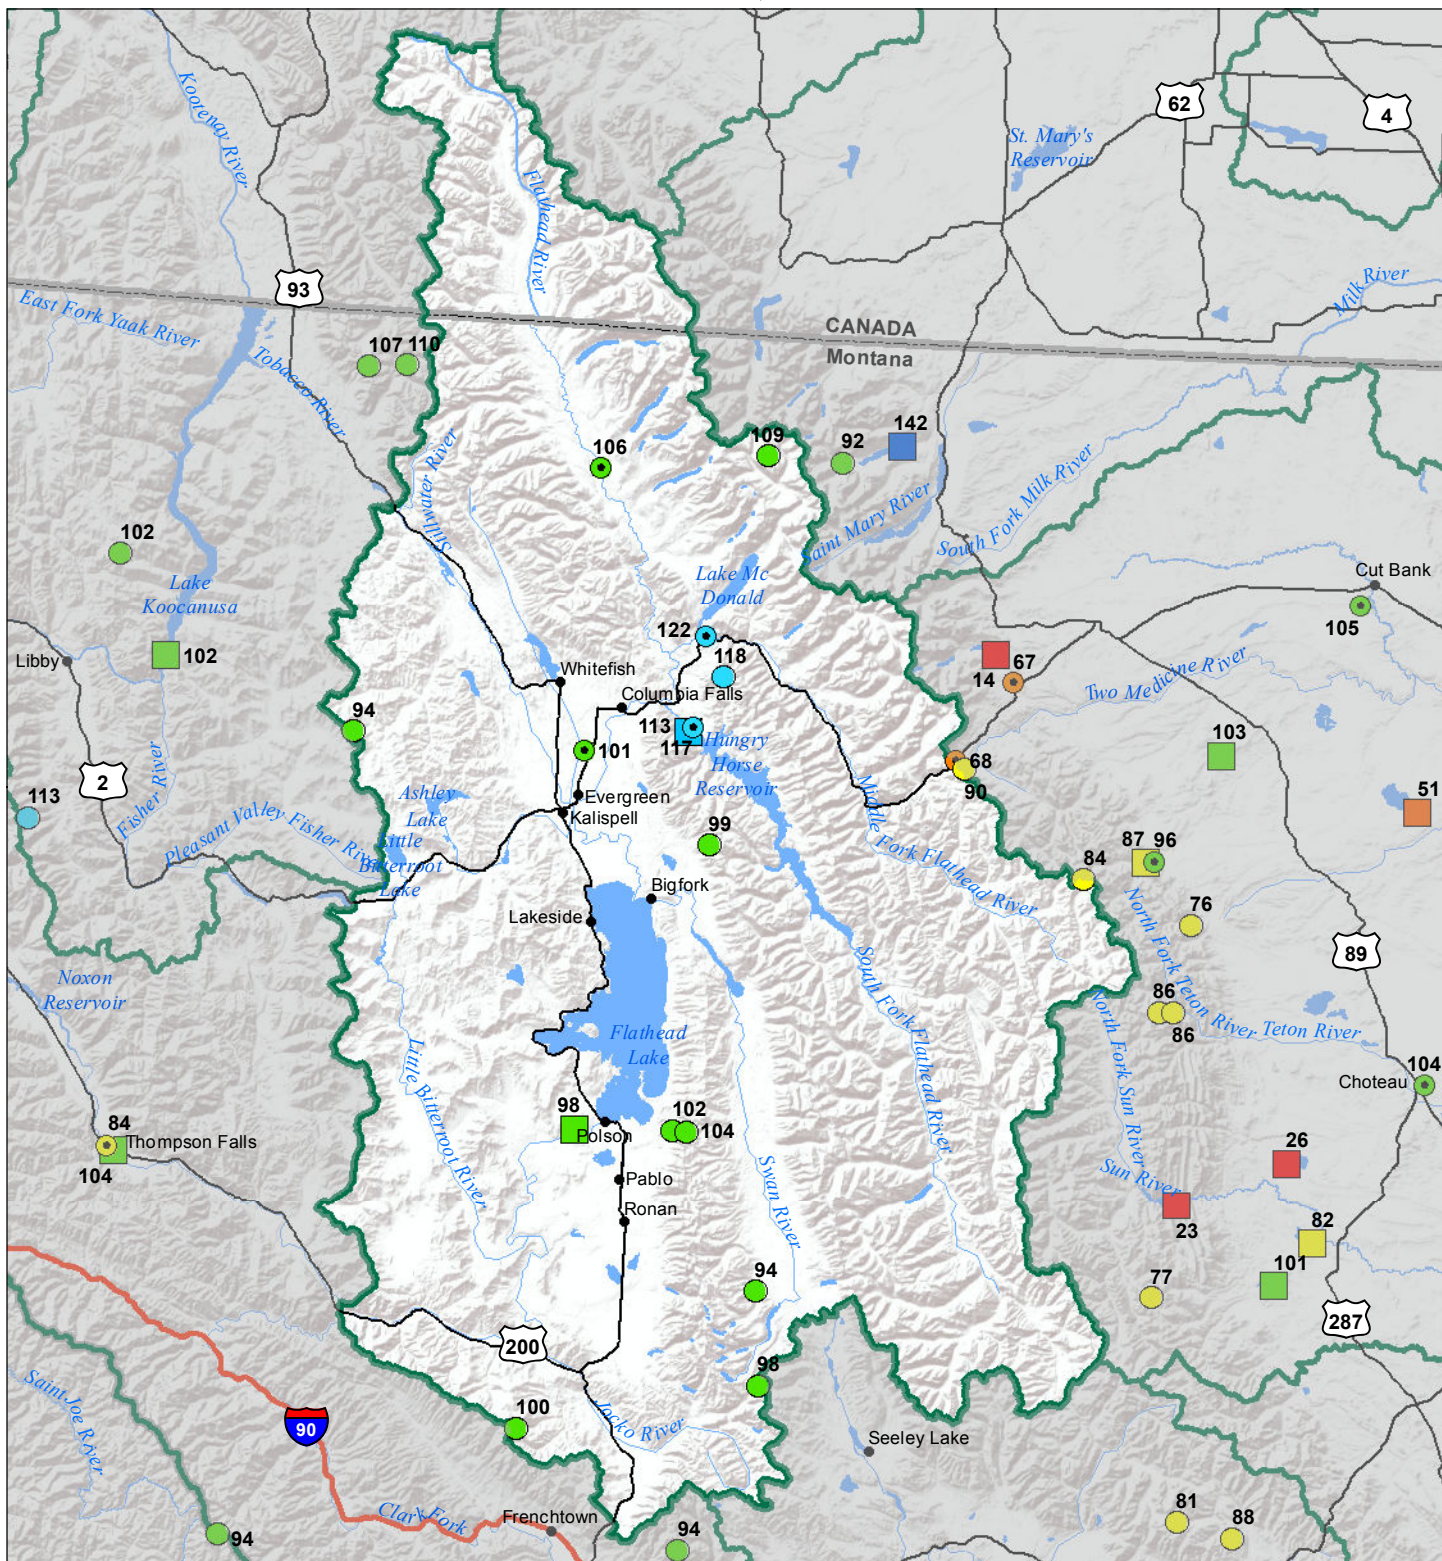 62
4
Kootenay River
St. Mary's
Reservoir
Flathead River
93
East Fork Yaak River
Milk River
CANADA
Montana
107
110
Tobacco River
142
109
92
106
Stillwater River
South Fork Milk River
Saint Mary River
102
Lake
Koocanusa
Lake Mc
Donald
Cut Bank
105
122
118
Libby
102
Whitefish
67
14
Two Medicine River
Columbia Falls
94
113
117
101
Hungry
Horse
Reservoir
68
90
103
2
Fisher River
51
113
Ashley
Lake
Evergreen
Kalispell
Pleasant Valley Fisher River
Little
Bitterroot
Lake
99
Middle Fork Flathead River
84
87
96
Bigfork
Lakeside
76
North Fork Teton River
89
Noxon
Reservoir
South Fork Flathead River
86
86
Teton River
North Fork Sun River
Flathead
Lake
Little Bitterroot River
Choteau
104
98
Polson
102
104
84
Thompson Falls
104
26
Sun River
23
Pablo
Ronan
Swan River
82
101
77
94
287
200
98
Saint Joe River
90
100
Jocko River
Seeley Lake
Clark Fork
Frenchtown
94
94
81
88